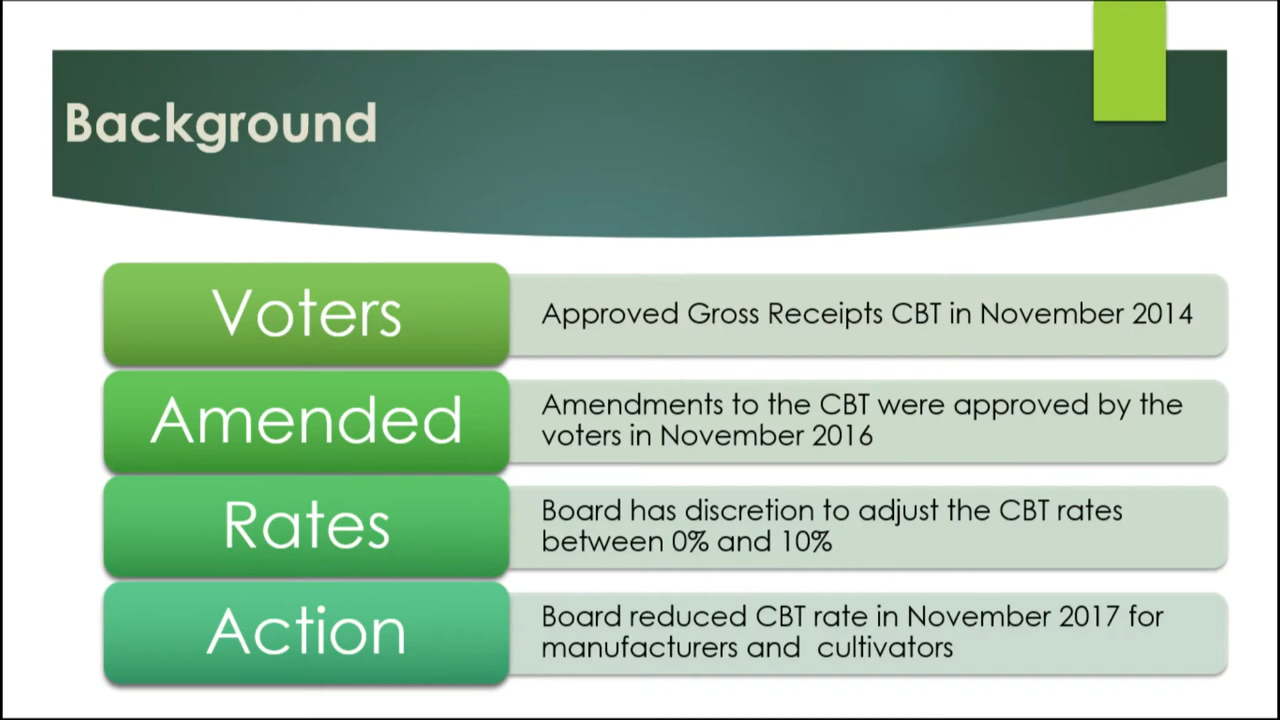 Background
Voters
Approved Gross Receipts CBT in November 2014
Amended
Amendments to the CBT were approved by the
voters in November 2016
Rates
Board has discretion to adjust the CBT rates
between 0% and 10%
Action
Board reduced CBT rate in November 2017 for
manufacturers and  cultivators